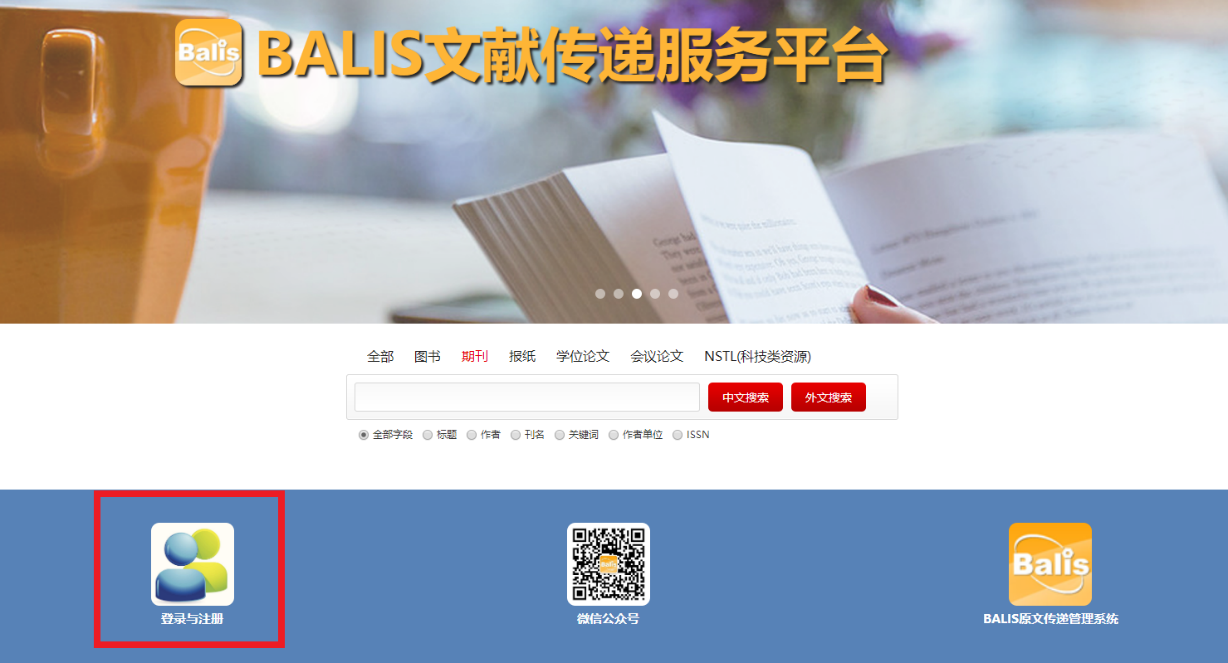 Balis BALIS文献传递服务平台
全部 图书 期刊 报纸 学位论文 会议论文 NSTL(科技类资源)
中文搜索 外文搜索
全部字段 标题 作者 刊名 关键词 作者单位 ISSN
Balis
Balis
登录与注册 微信公众号 BALIS原文传递管理系统